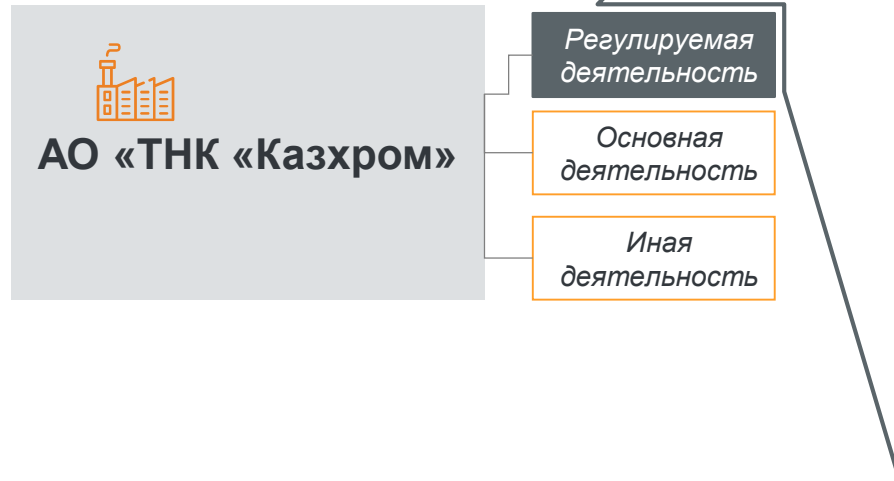 АО «ТНК «Казхром»
Регулируемая
деятельность
Основная
деятельность
Иная
деятельность